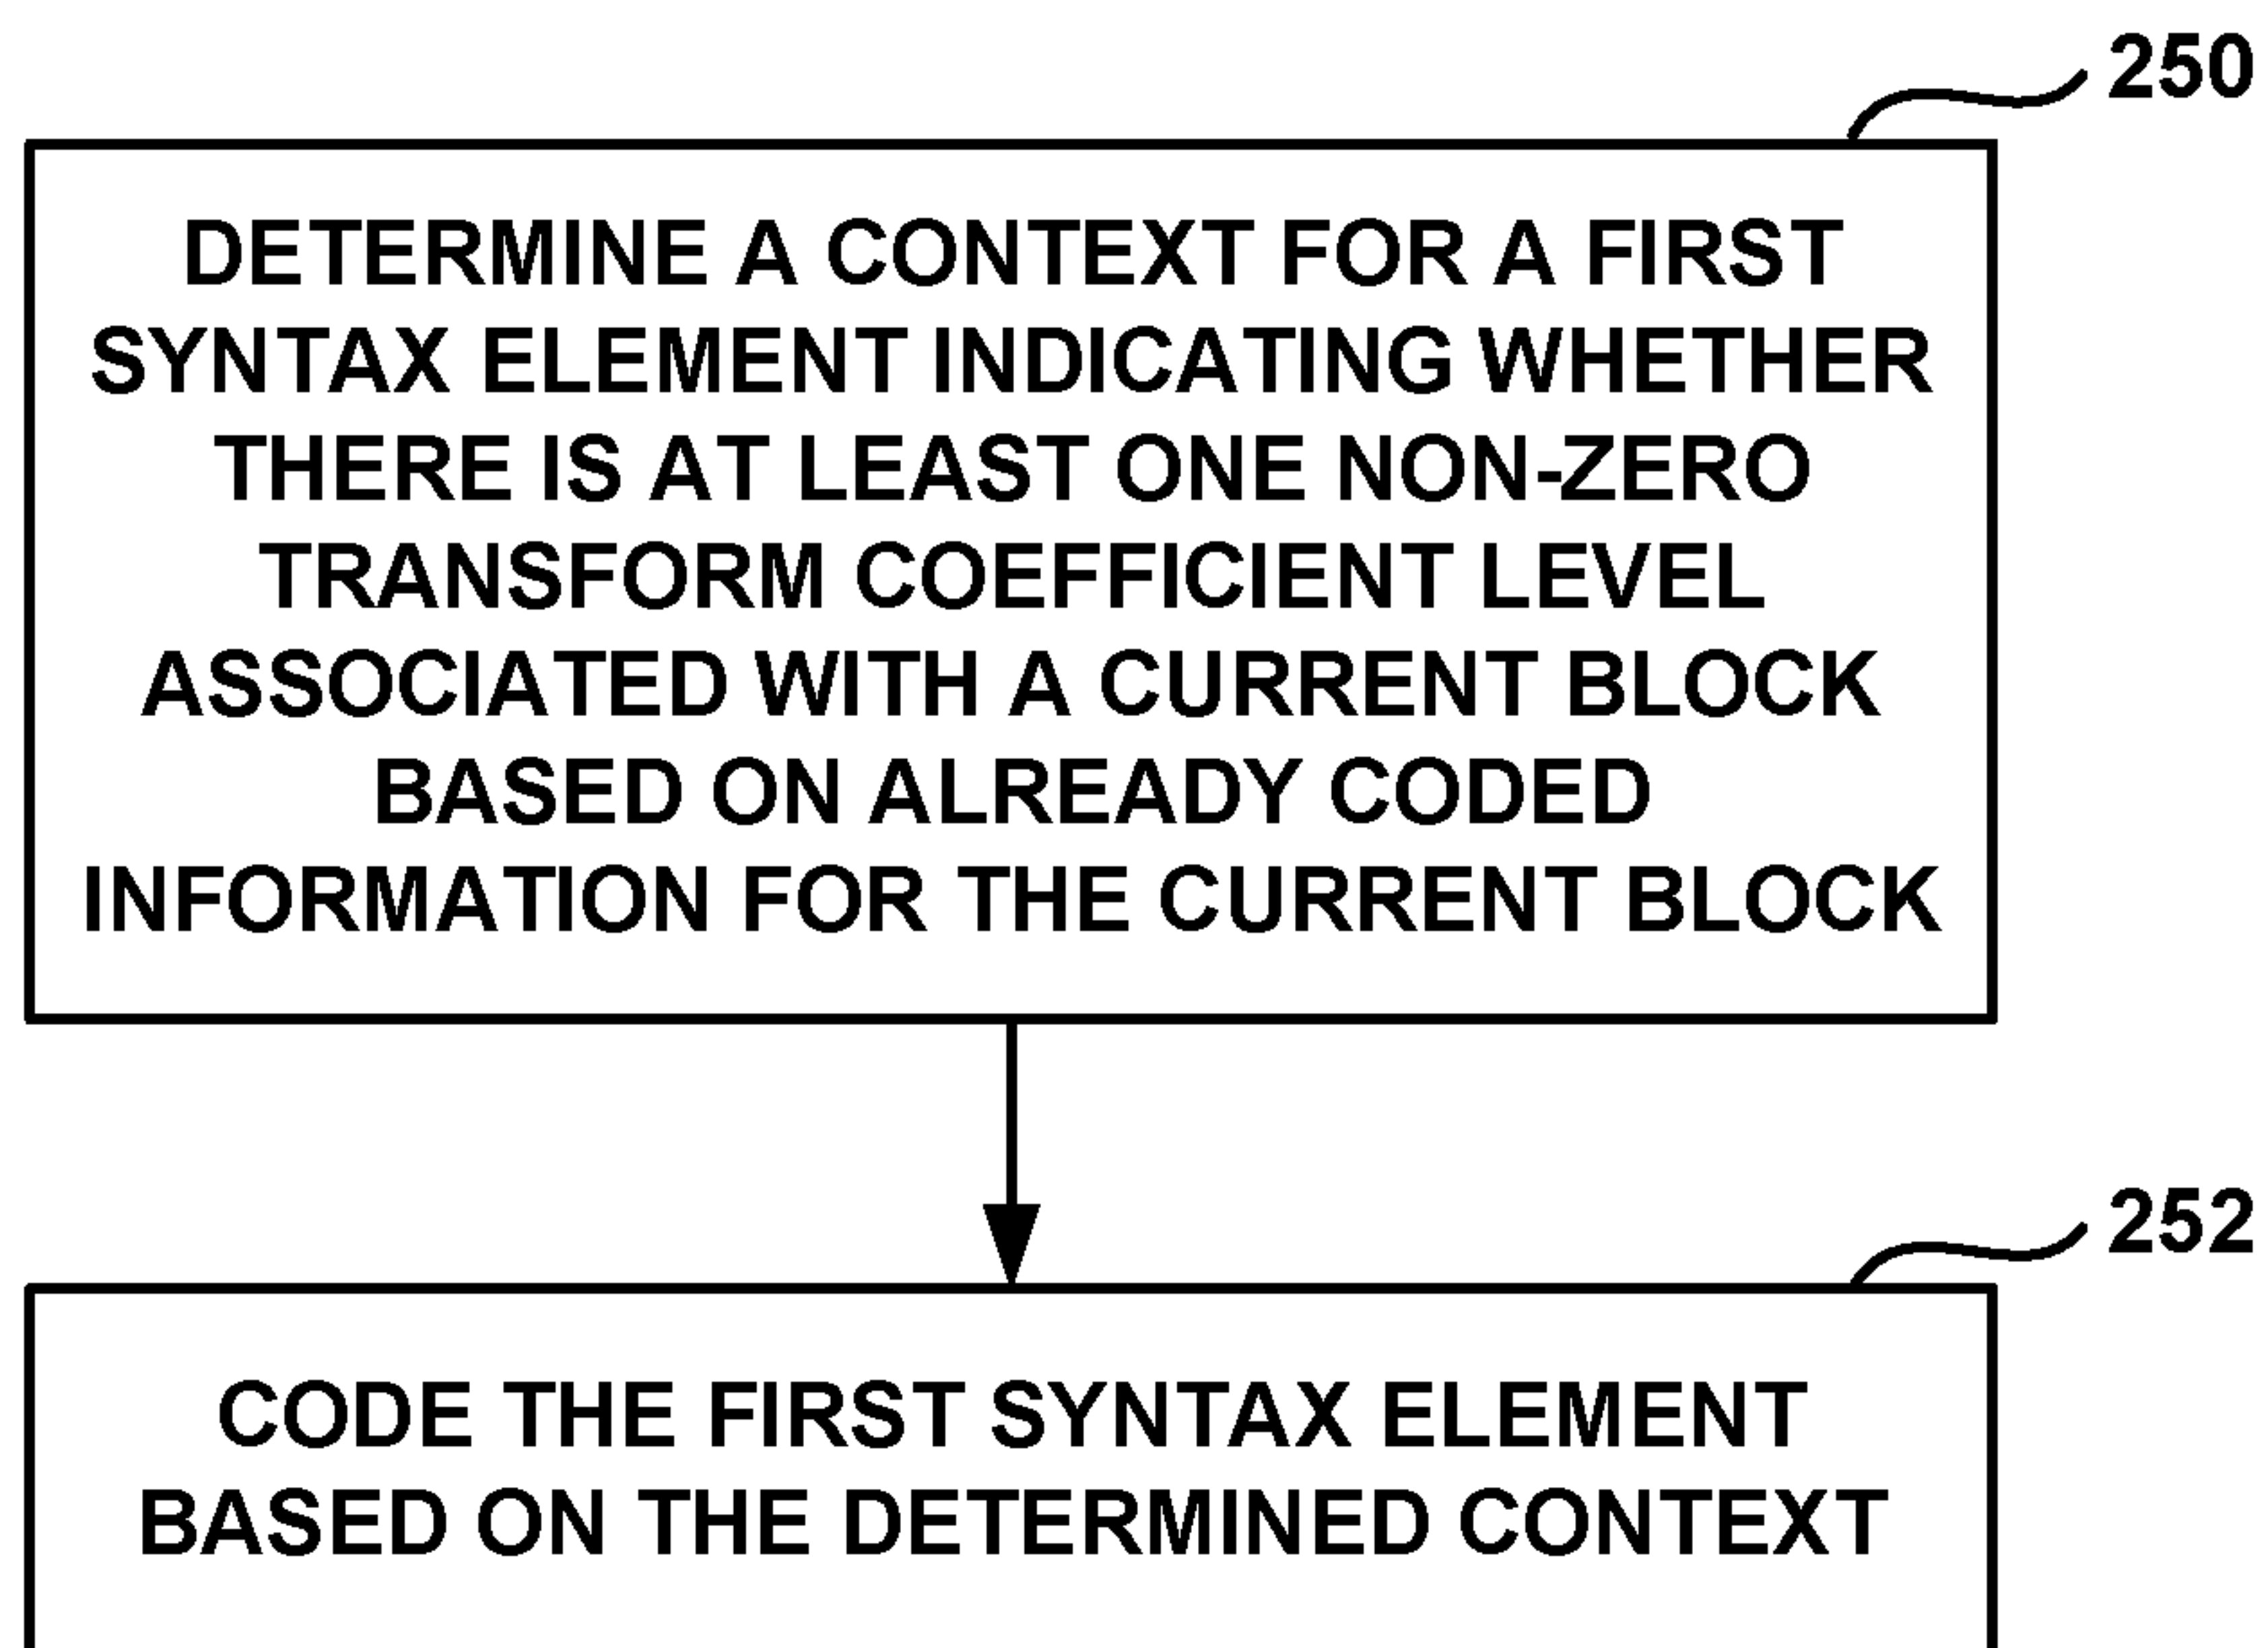 250
DETERMINE A CONTEXT FOR A FIRST
SYNTAX ELEMENT INDICATING WHETHER
THERE IS AT LEAST ONE NON-ZERO
TRANSFORM COEFFICIENT LEVEL
ASSOCIATED WITH A CURRENT BLOCK
BASED ON ALREADY CODED
INFORMATION FOR THE CURRENT BLOCK
252
CODE THE FIRST SYNTAX ELEMENT
BASED ON THE DETERMINED CONTEXT